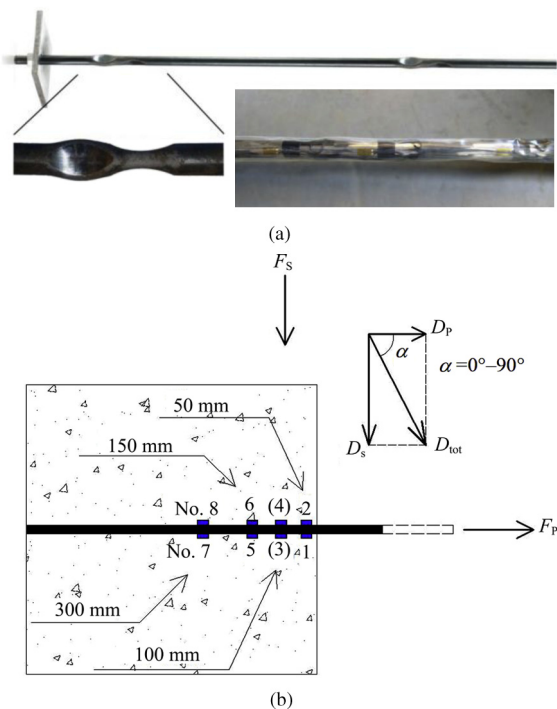 (a)
F_S
D_P
α
α=0°–90°
D_s
D_tot
50 mm
150 mm
No. 8 6 (4) 2
F_P
No. 7 5 (3) 1
300 mm
100 mm
(b)